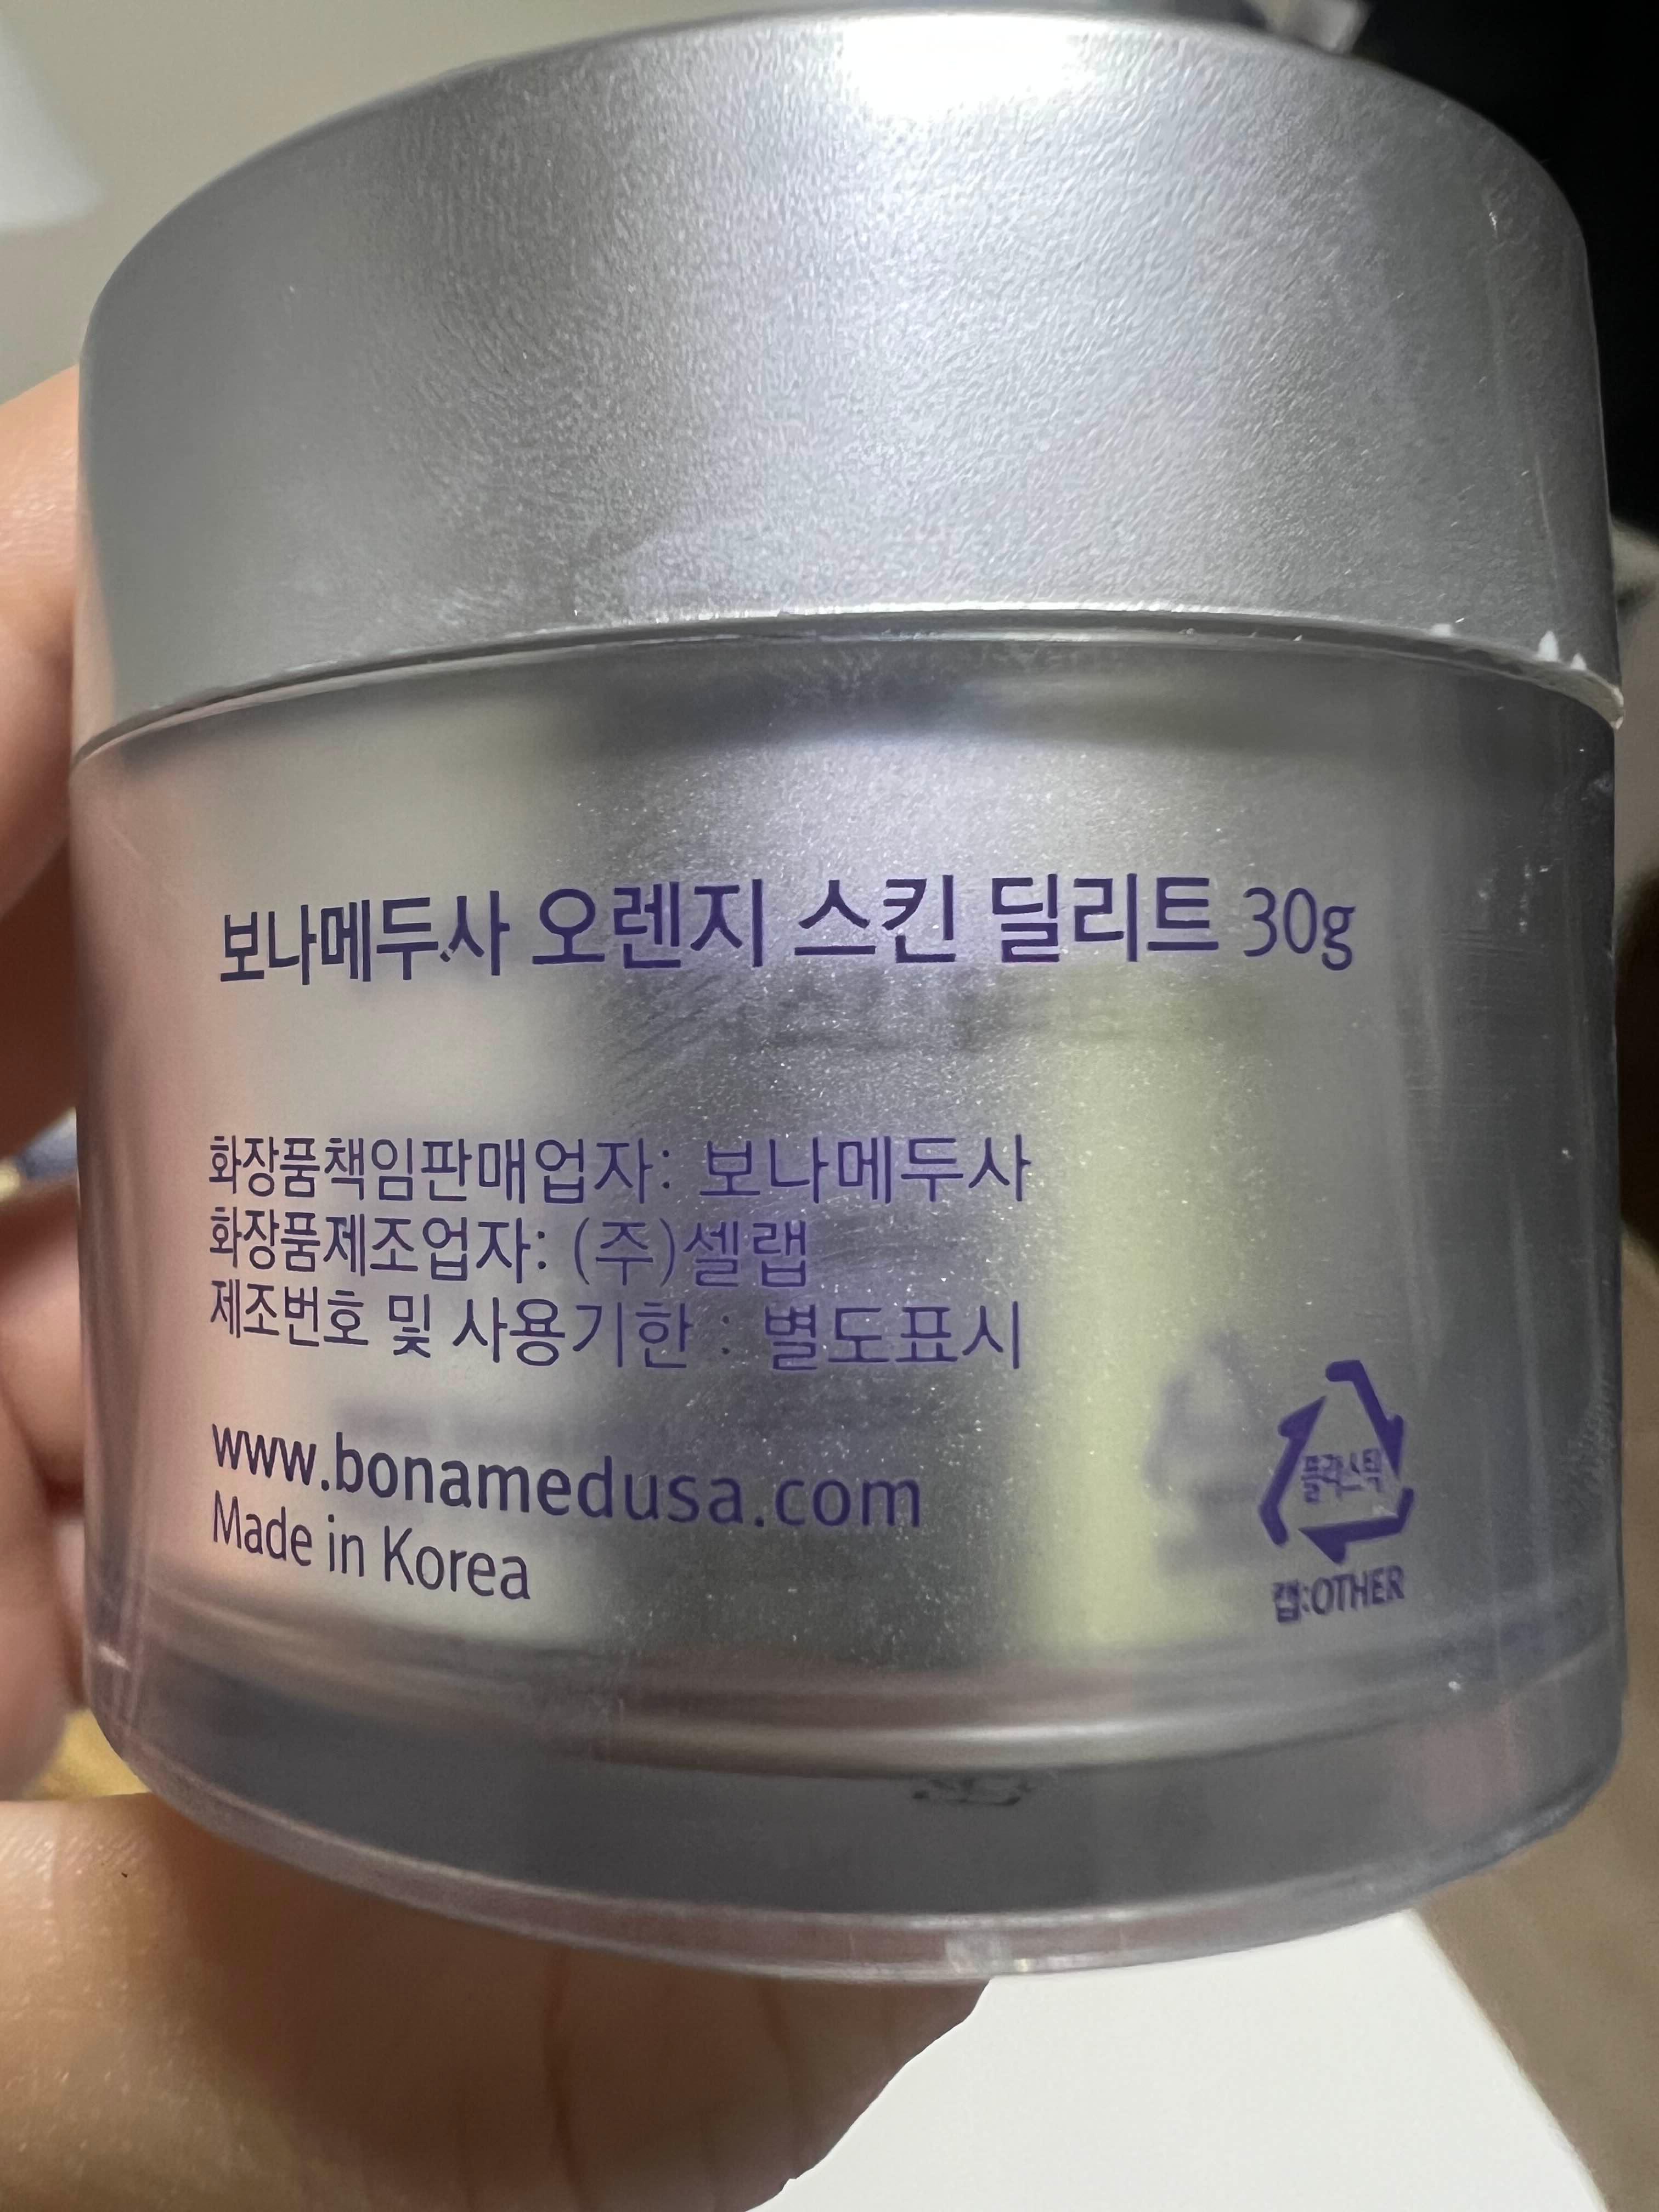 보나메두사 오렌지 스킨 딜리트 30g
화장품책임판매업자: 보나메두사
화장품제조업자: (주)셀랩
제조번호 및 사용기한 : 별도표시
www.bonamedusa.com
Made in Korea
플라스틱
캡:OTHER